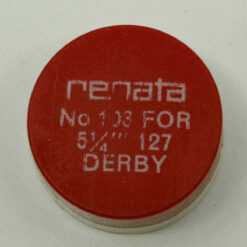 renata
No 103 FOR
5¼''' 127
DERBY